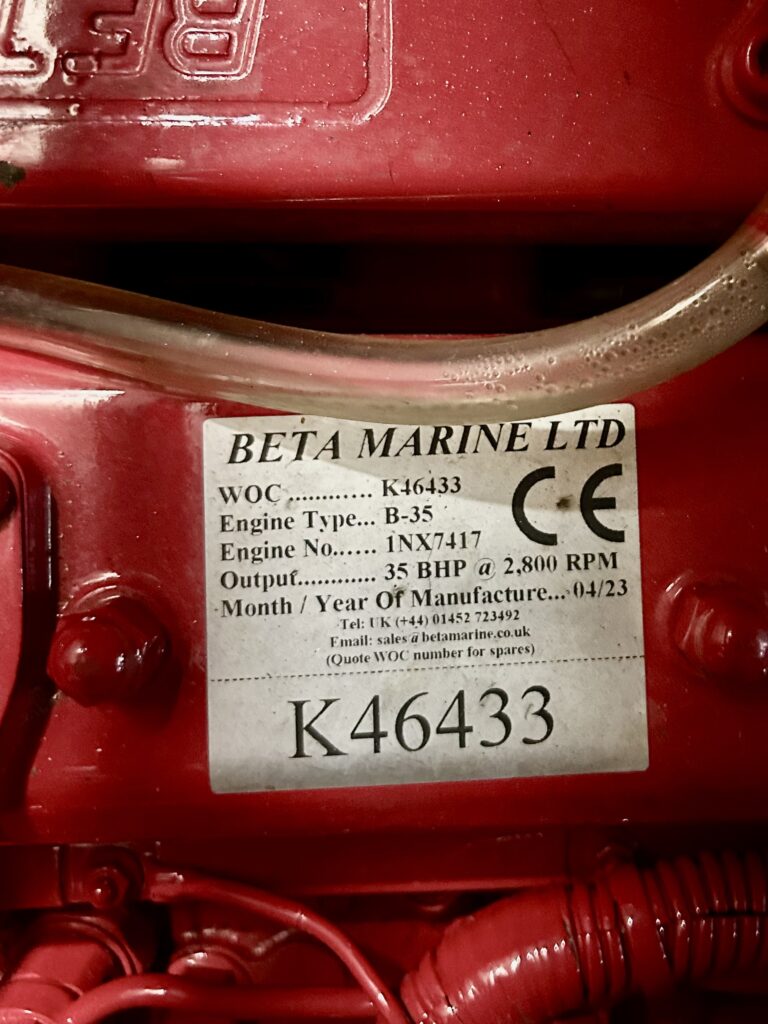 BETA MARINE LTD
WOC ............ K46433
Engine Type... B-35
Engine No...... 1NX7417
Output............ 35 BHP @ 2,800 RPM
Month / Year Of Manufacture... 04/23
Tel: UK (+44) 01452 723492
Email: sales@betamarine.co.uk
(Quote WOC number for spares)
CE
K46433